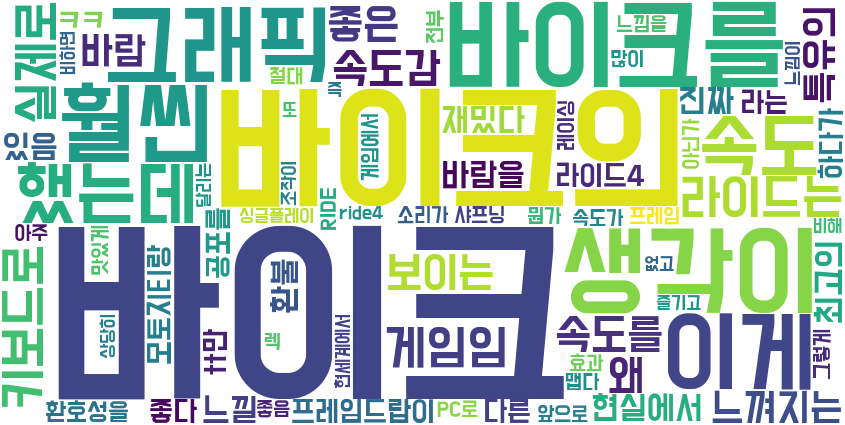 ㅋㅋ
비하면
바람
그래픽
좋은
전부
느낌을
많이
바이크를
느낌이
특유의
실제로
절대
속도감
즉
또
진짜
라는
있음
훨씬
바이크의
재밌다
레이싱
속도
아닌가
하다가
했는데
달리는
조작이
게임에서
바람을
라이드4
라이드는
아주
맛있게
공포를
싱글플레이
RIDE
ride4
소리가
샤프닝
뭔가
속도가
프레임
비해
키보드로
상당히
모토지티랑
바이크
환불
보이는
생각이
없고
즐기고
최고인
ㅂㅂ만
렉
현세계에서
게임임
속도를
효과
맵다
왜
이게
그렇게
환호성을
좋다
느낄
좋음
프레임드랍이
PC로
다른
앞으로
현실에서
느껴지는